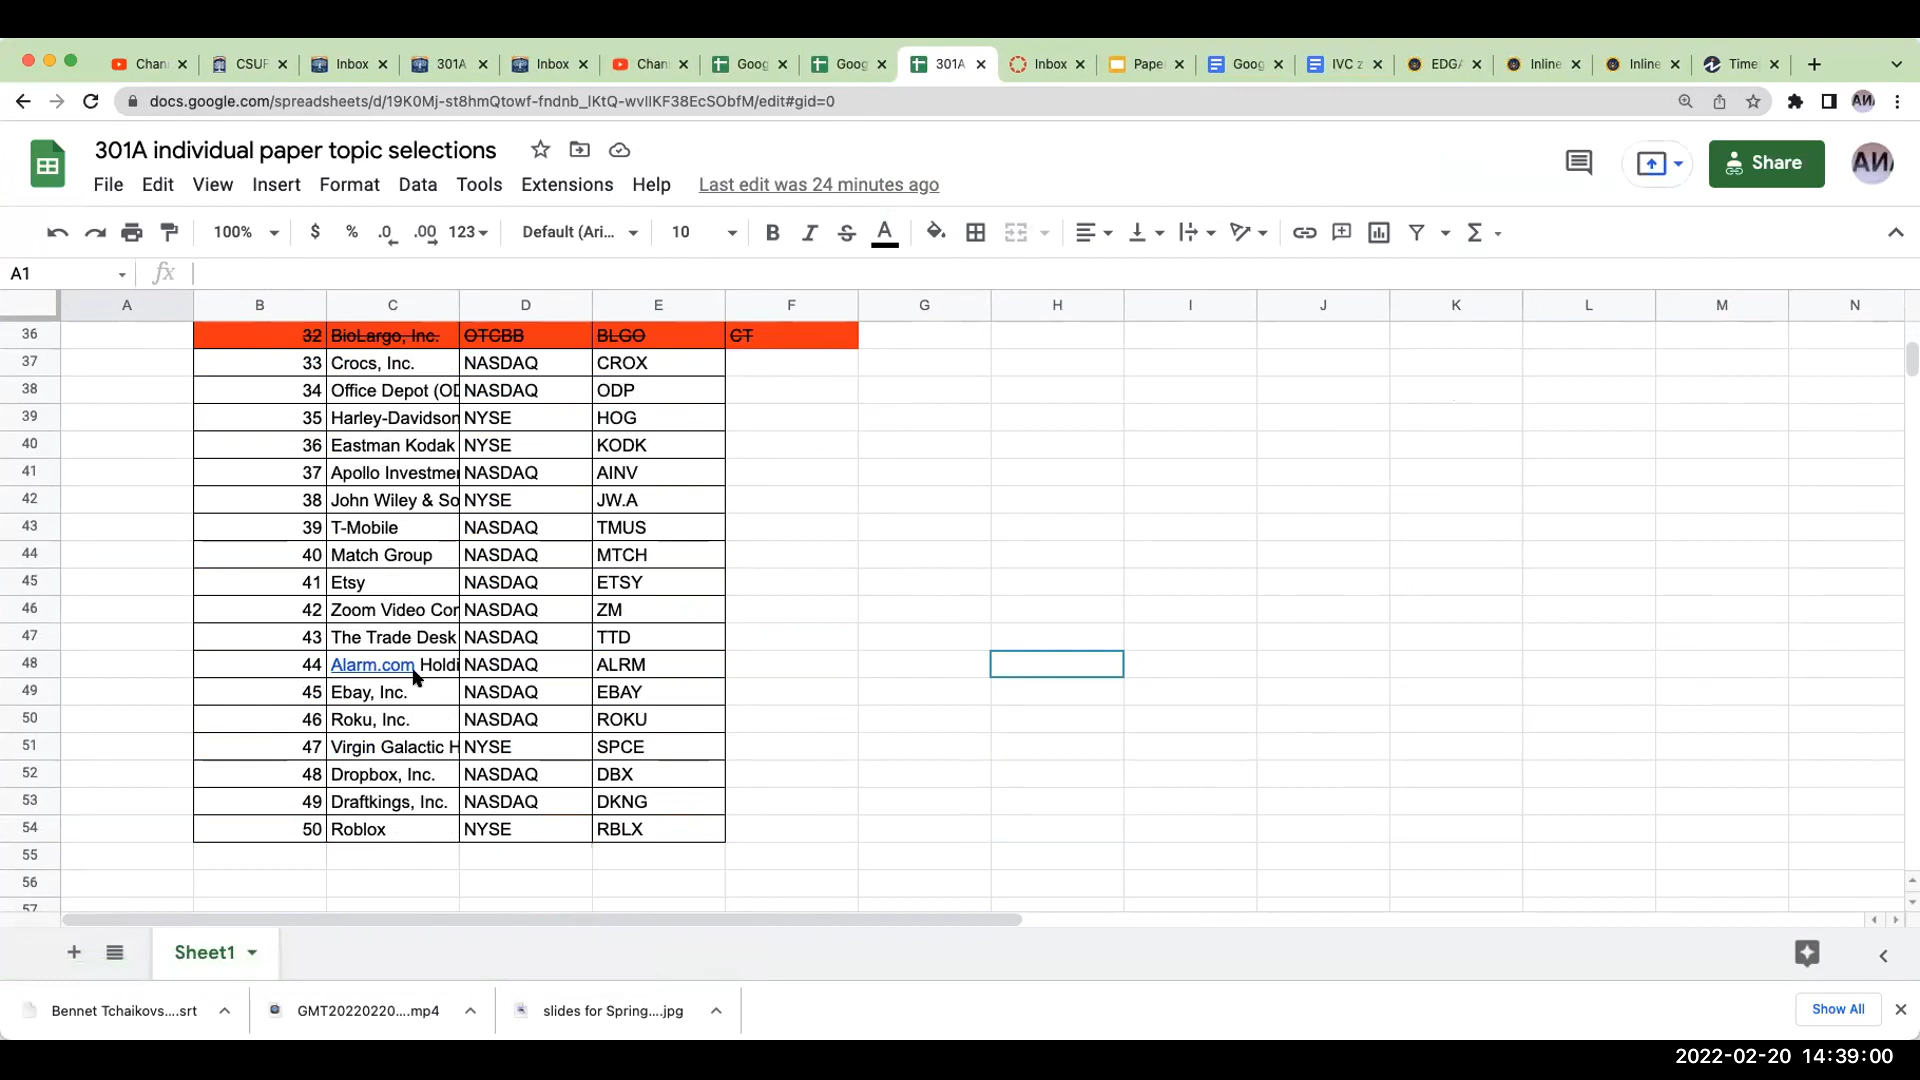 Chan
CSUF
Inbox
301A
Inbox
Chan
Goog
Goog
301A
Inbox
Pape
Goog
IVC z
EDGA
Inline
Inline
Time
docs.google.com/spreadsheets/d/19K0Mj-st8hmQtowf-fndnb_lKtQ-wvIlKF38EcSObfM/edit#gid=0
301A individual paper topic selections
File Edit View Insert Format Data Tools Extensions Help Last edit was 24 minutes ago
Share
100% $ % .0 .00 123 Default (Ari... 10 B I S A
A1 fx
A B C D E F G H I J K L M N
36 32 BioLargo, Inc. OTCBB BLGO CT
37 33 Crocs, Inc. NASDAQ CROX
38 34 Office Depot (OD NASDAQ ODP
39 35 Harley-Davidson NYSE HOG
40 36 Eastman Kodak NYSE KODK
41 37 Apollo Investmen NASDAQ AINV
42 38 John Wiley & So NYSE JW.A
43 39 T-Mobile NASDAQ TMUS
44 40 Match Group NASDAQ MTCH
45 41 Etsy NASDAQ ETSY
46 42 Zoom Video Com NASDAQ ZM
47 43 The Trade Desk NASDAQ TTD
48 44 Alarm.com Holdi NASDAQ ALRM
49 45 Ebay, Inc. NASDAQ EBAY
50 46 Roku, Inc. NASDAQ ROKU
51 47 Virgin Galactic H NYSE SPCE
52 48 Dropbox, Inc. NASDAQ DBX
53 49 Draftkings, Inc. NASDAQ DKNG
54 50 Roblox NYSE RBLX
55
56
57
Sheet1
Bennet Tchaikovs....srt
GMT20220220....mp4
slides for Spring....jpg
Show All
2022-02-20 14:39:00